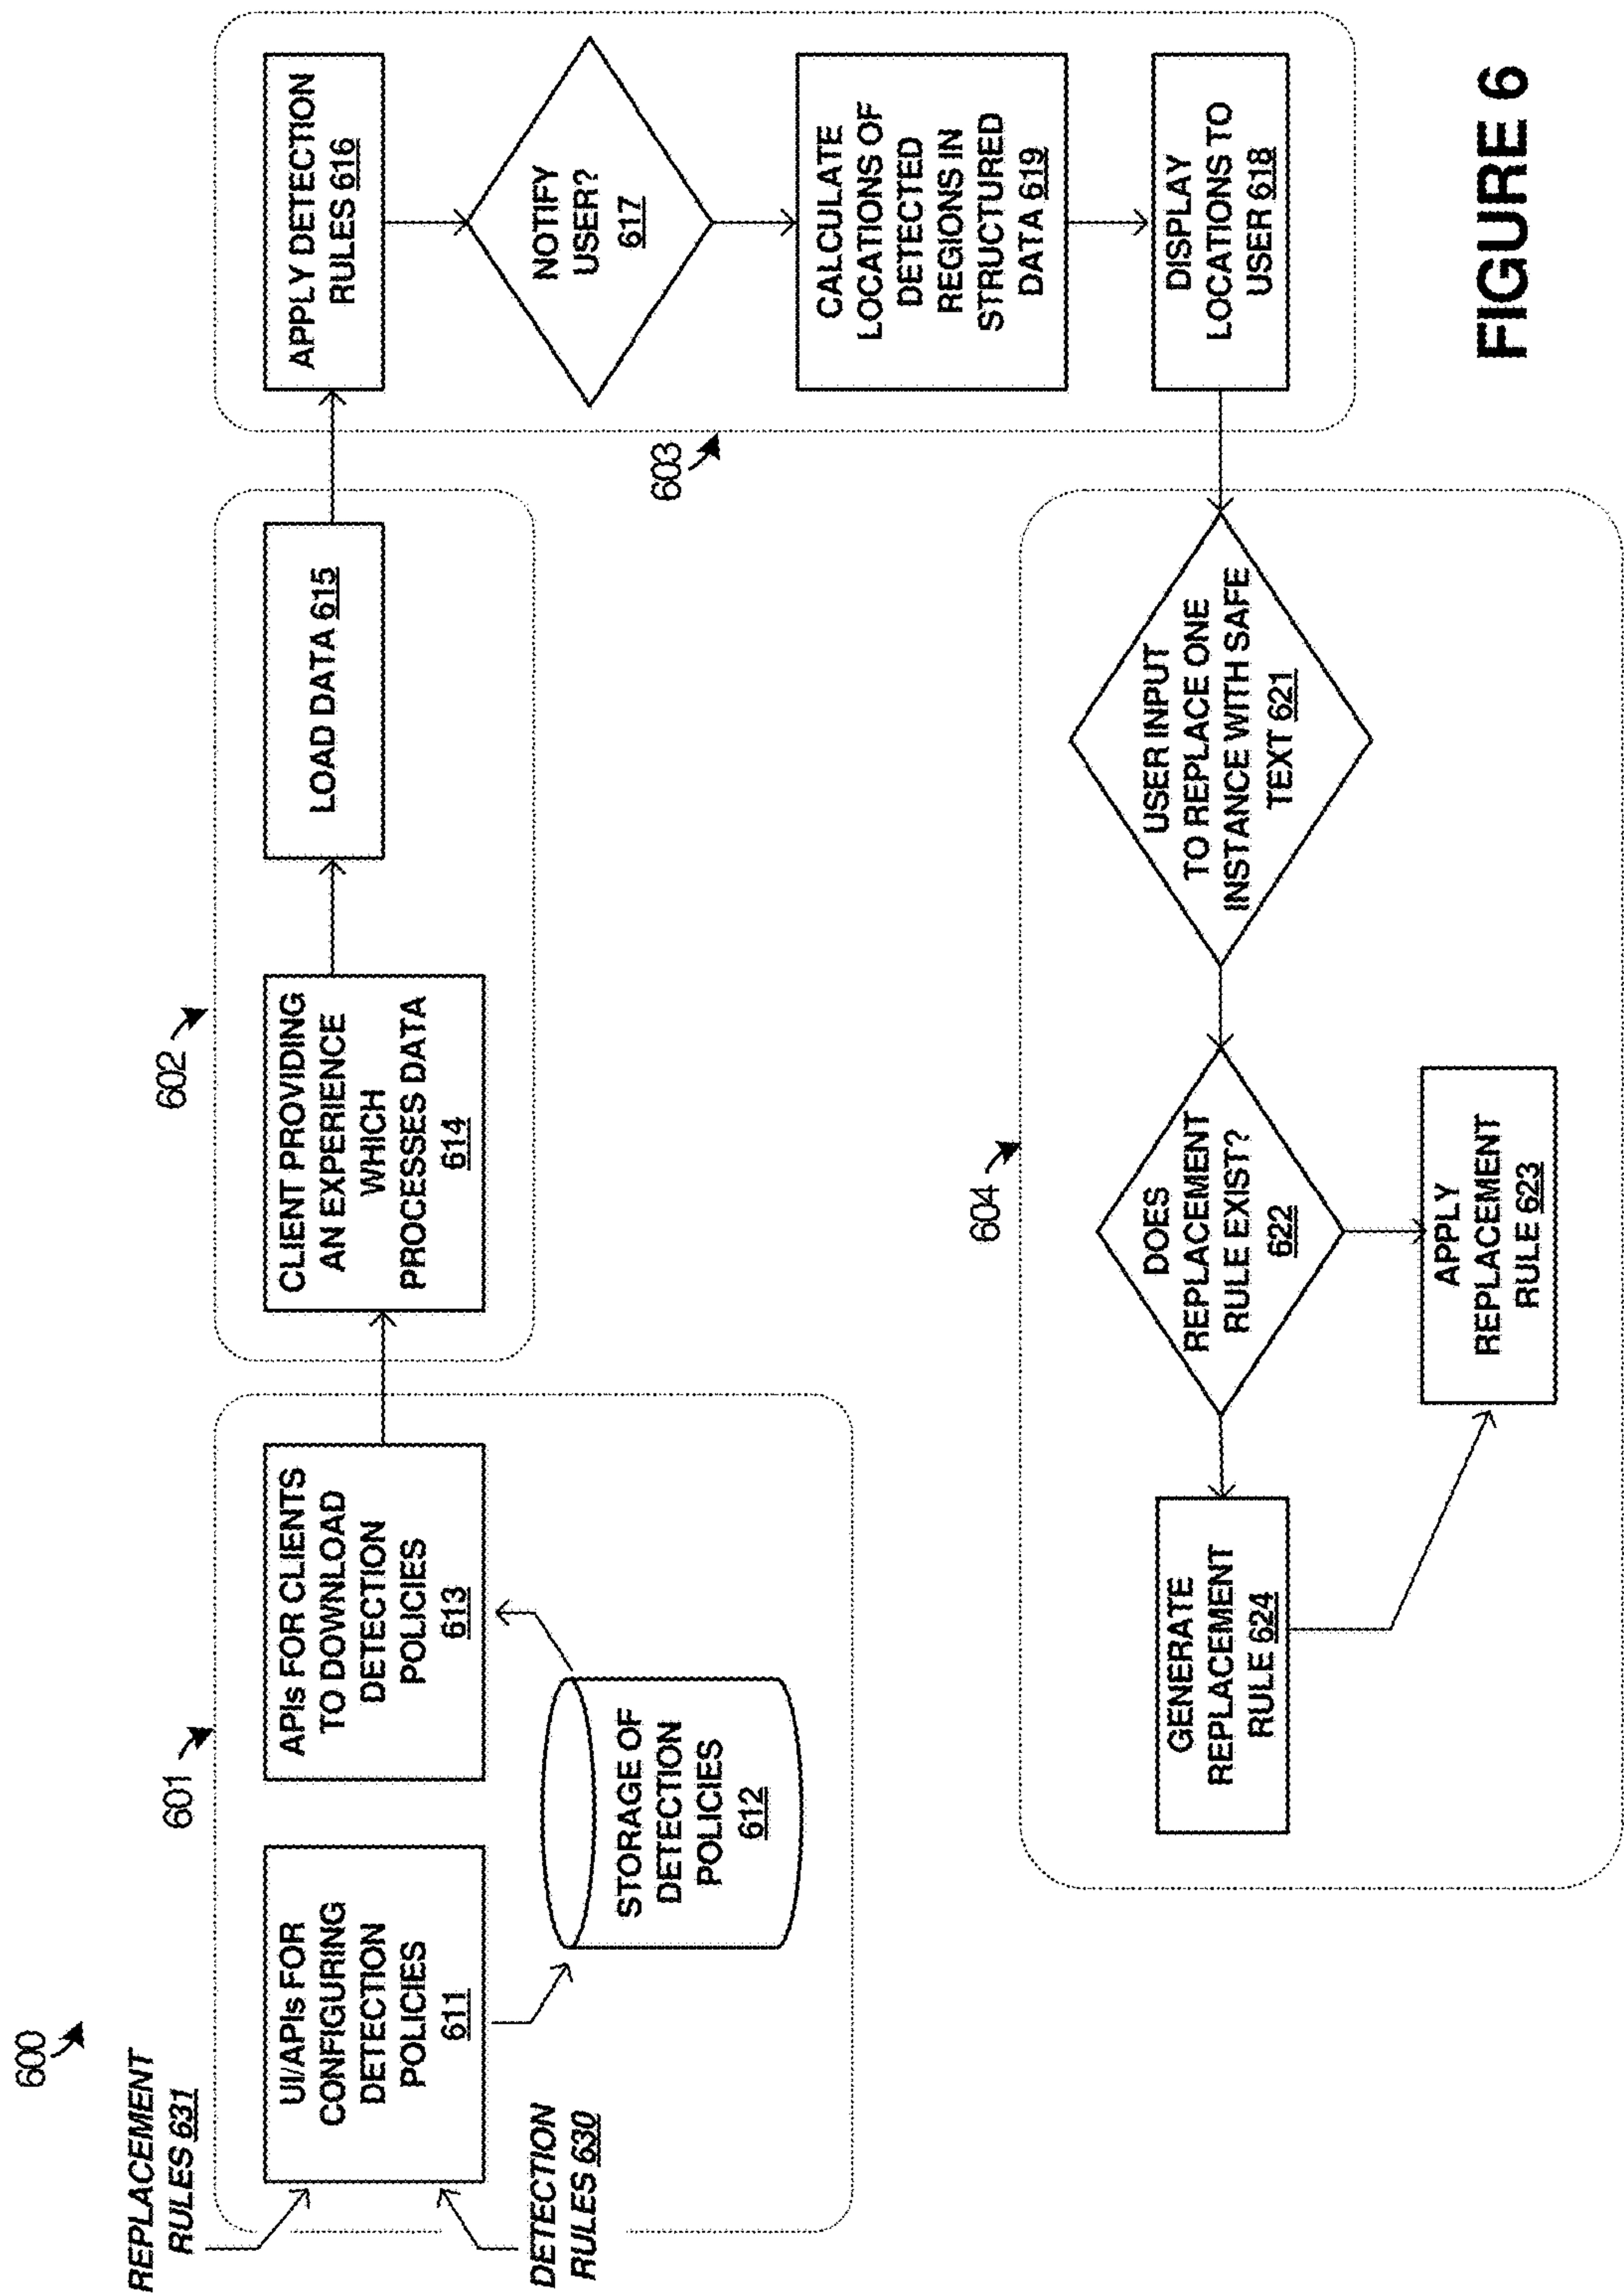 600
REPLACEMENT
RULES 631
DETECTION
RULES 630
601
UI/APIs FOR
CONFIGURING
DETECTION
POLICIES
611
STORAGE OF
DETECTION
POLICIES
612
APIs FOR CLIENTS
TO DOWNLOAD
DETECTION
POLICIES
613
602
CLIENT PROVIDING
AN EXPERIENCE
WHICH
PROCESSES DATA
614
LOAD DATA 615
603
APPLY DETECTION
RULES 616
NOTIFY
USER?
617
CALCULATE
LOCATIONS OF
DETECTED
REGIONS IN
STRUCTURED
DATA 619
DISPLAY
LOCATIONS TO
USER 618
604
USER INPUT
TO REPLACE ONE
INSTANCE WITH SAFE
TEXT 621
DOES
REPLACEMENT
RULE EXIST?
622
APPLY
REPLACEMENT
RULE 623
GENERATE
REPLACEMENT
RULE 624
FIGURE 6